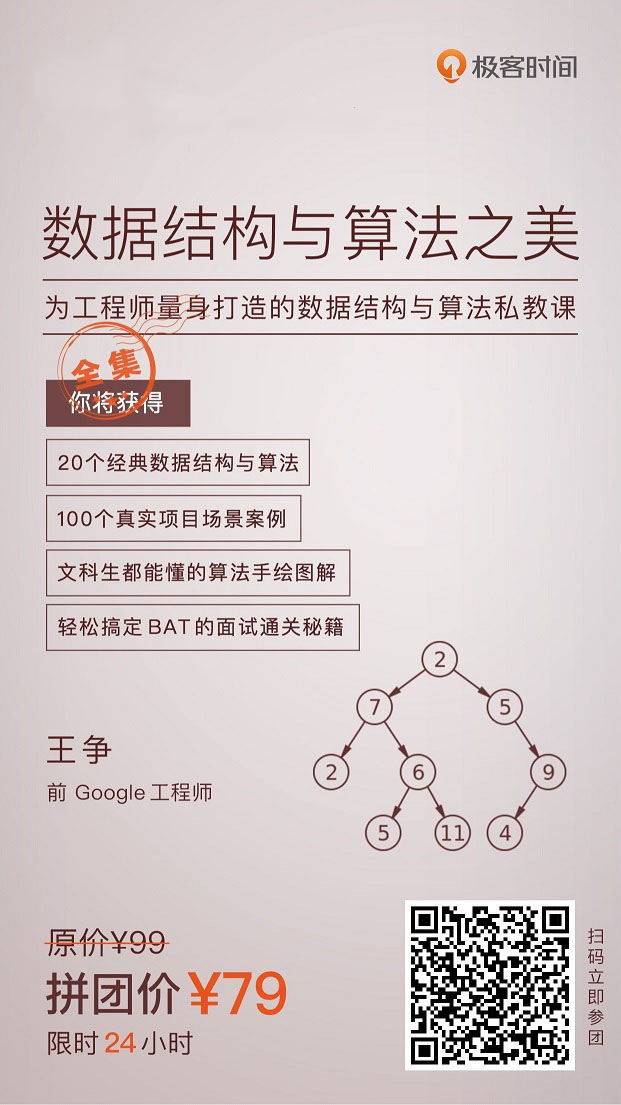 极客时间
数据结构与算法之美
为工程师量身打造的数据结构与算法私教课
全集
你将获得
20个经典数据结构与算法
100个真实项目场景案例
文科生都能懂的算法手绘图解
轻松搞定BAT的面试通关秘籍
2
7 5
2 6 9
5 11 4
王争
前 Google 工程师
原价¥99
拼团价¥79
限时24小时
扫码立即参团